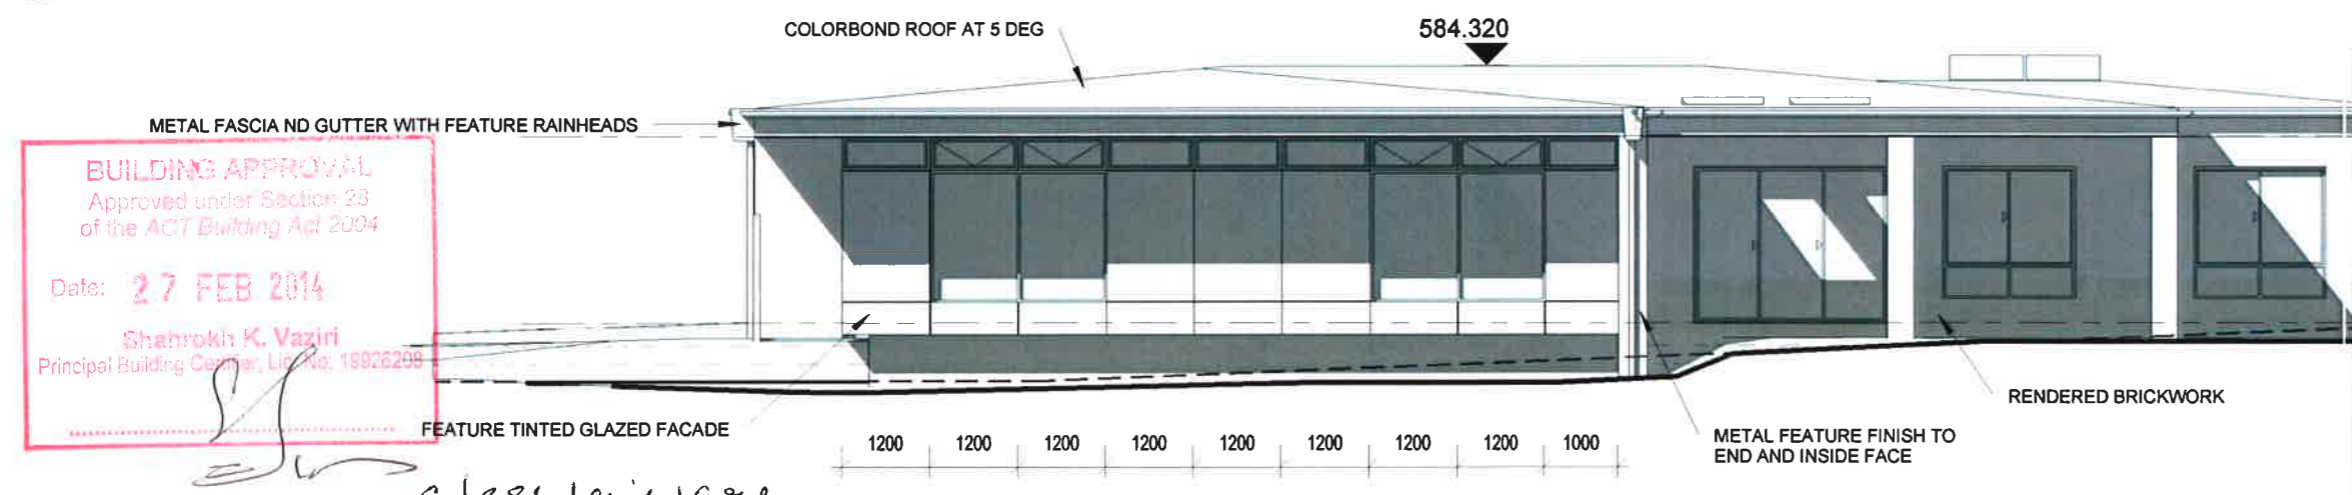 COLORBOND ROOF AT 5 DEG
584.320
METAL FASCIA ND GUTTER WITH FEATURE RAINHEADS
BUILDING APPROVAL
Approved under Section 28
of the ACT Building Act 2004
Date: 27 FEB 2014
Shahrokh K. Vaziri
Principal Building Certifier, Lic. No. 19926208
FEATURE TINTED GLAZED FACADE
1200 1200 1200 1200 1200 1200 1200 1200 1000
METAL FEATURE FINISH TO
END AND INSIDE FACE
RENDERED BRICKWORK